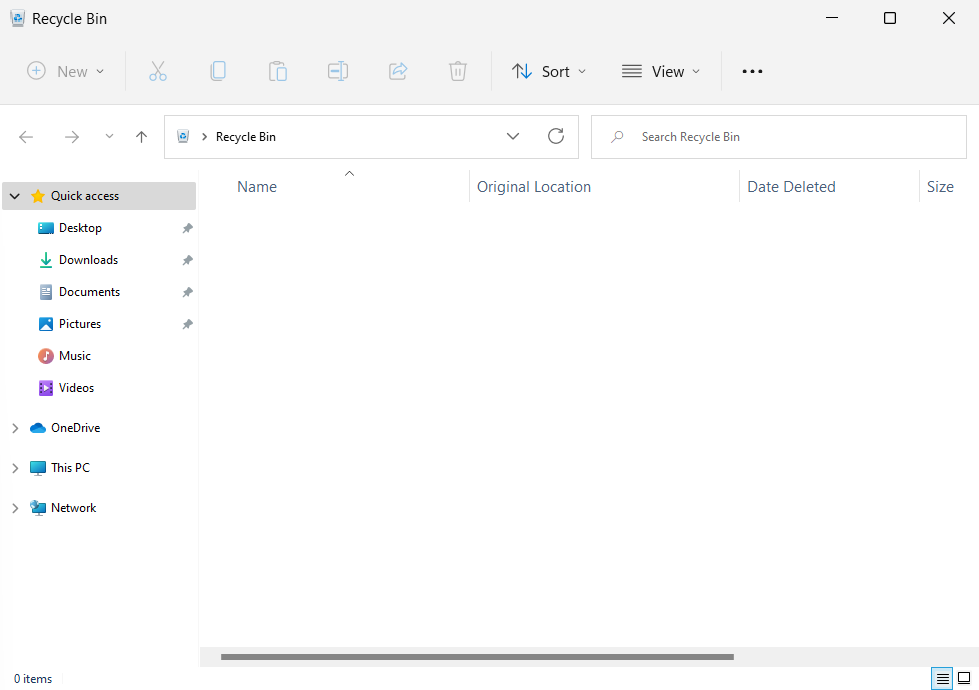 Recycle Bin
New
Sort
View
Recycle Bin
Search Recycle Bin
Name
Original Location
Date Deleted
Size
Quick access
Desktop
Downloads
Documents
Pictures
Music
Videos
OneDrive
This PC
Network
0 items